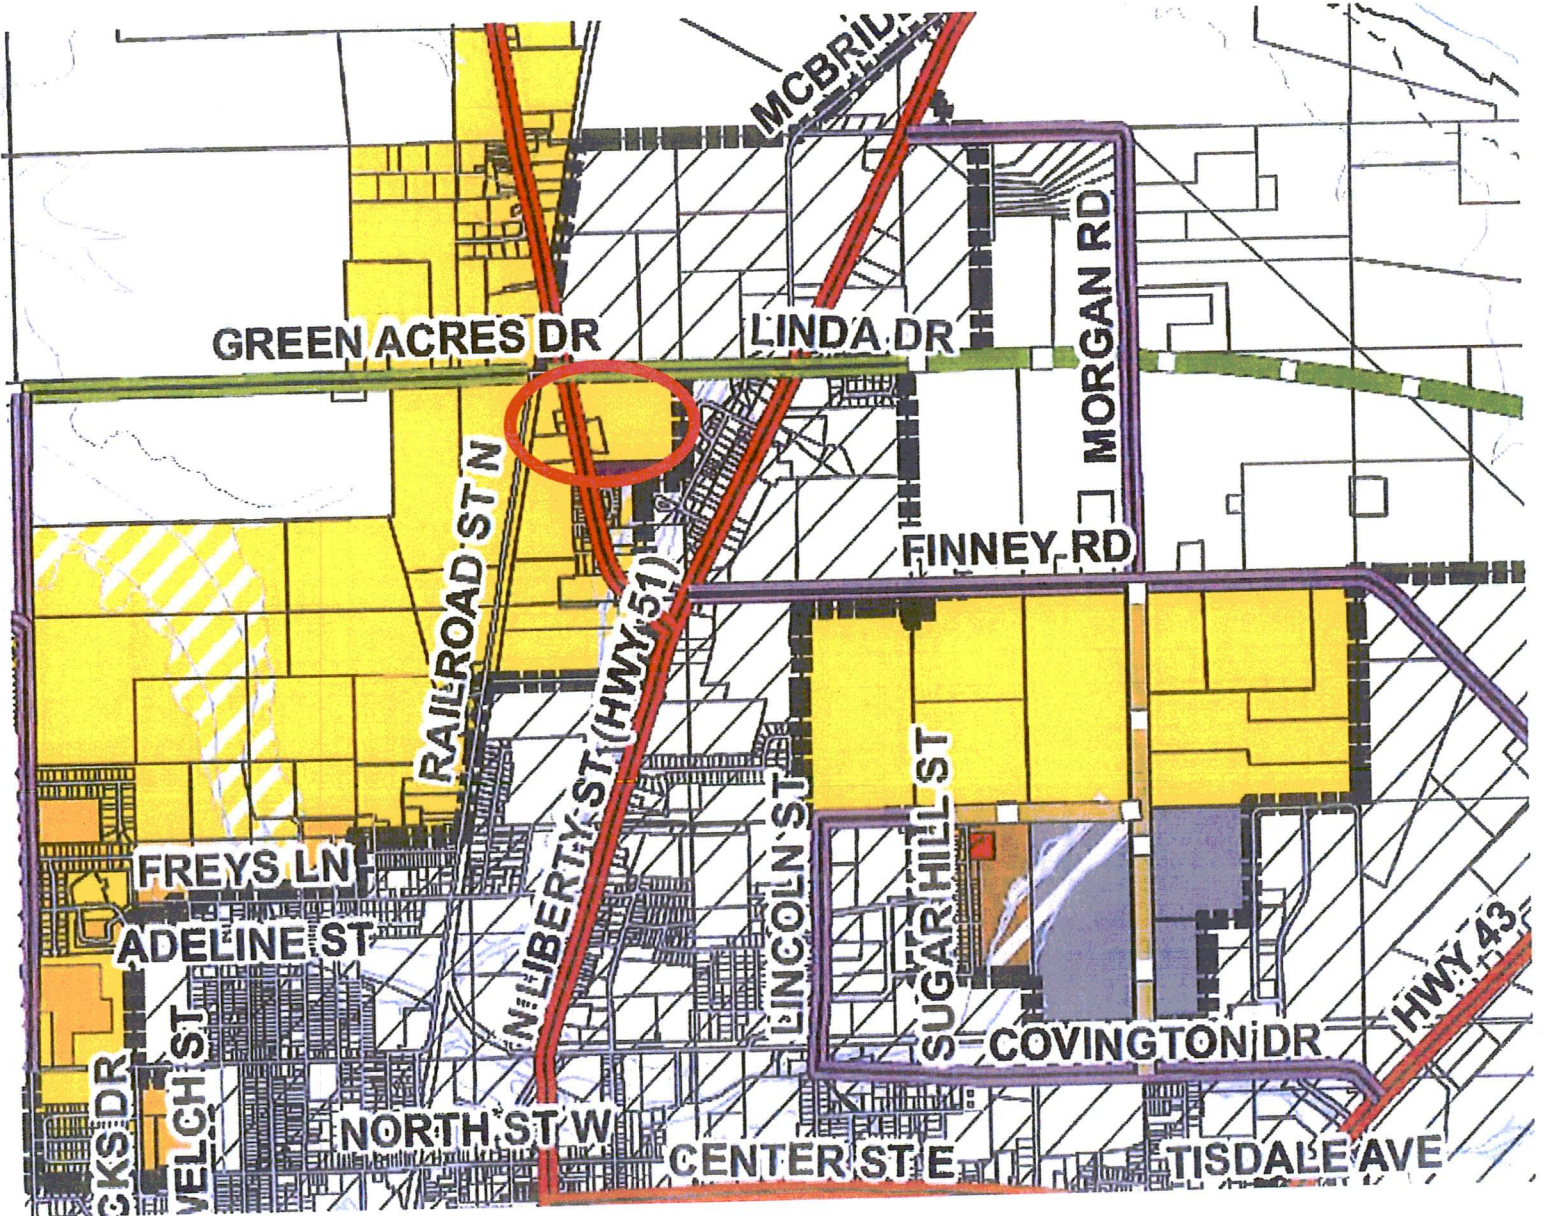 MCBRID
GREEN ACRES DR
LINDA DR
MORGAN RD
RAILROAD ST N
FINNEY RD
N LIBERTY ST (HWY 51)
LINCOLN ST
SUGAR HILL ST
FREYS LN
ADELINE ST
HWY 43
COVINGTON DR
CKS DR
WELCH ST
NORTH ST W
CENTER ST E
TISDALE AVE